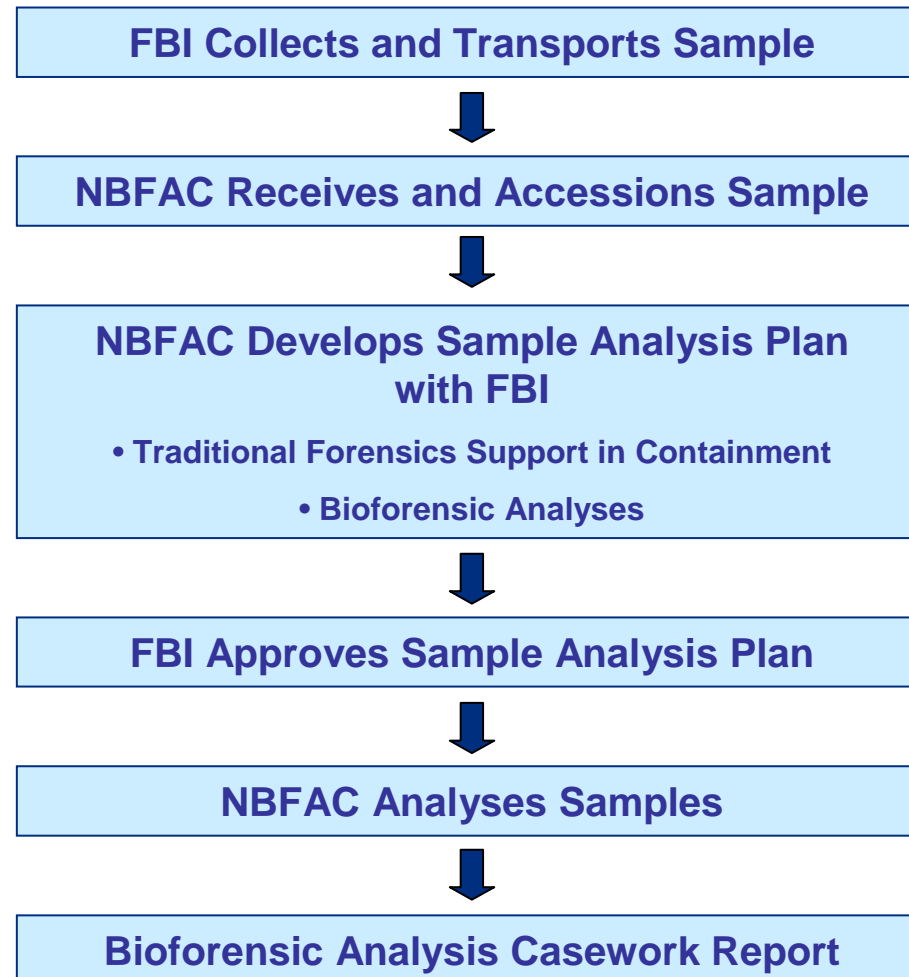 FBI Collects and Transports Sample
NBFAC Receives and Accessions Sample
NBFAC Develops Sample Analysis Plan
with FBI
• Traditional Forensics Support in Containment
• Bioforensic Analyses
FBI Approves Sample Analysis Plan
NBFAC Analyses Samples
Bioforensic Analysis Casework Report